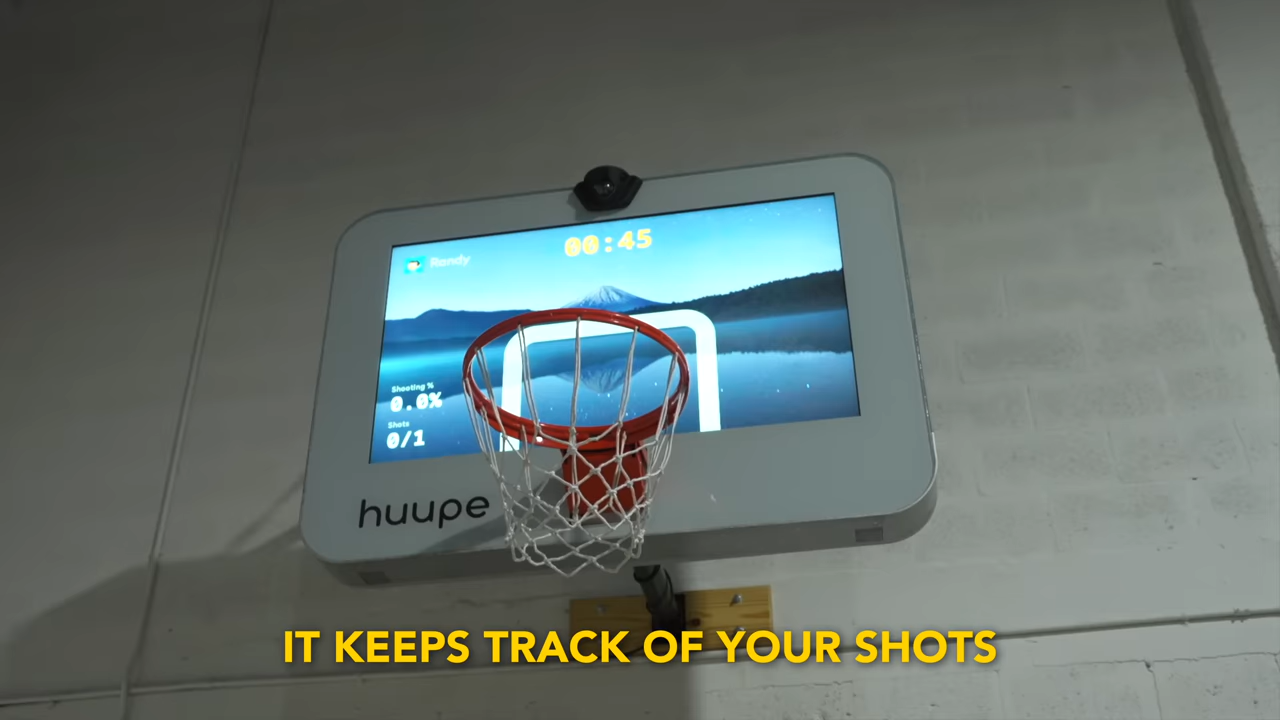 00:45
Randy
Shooting %
0.0%
Shots
0/1
huupe
IT KEEPS TRACK OF YOUR SHOTS